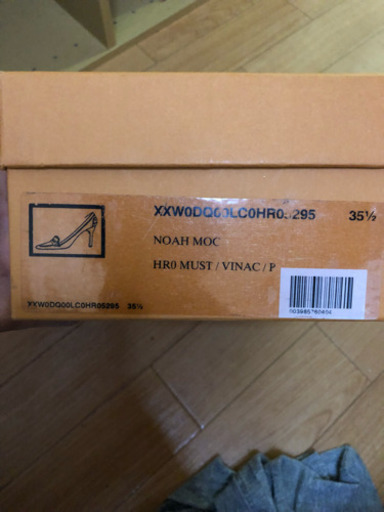 XXW0DQ00LC0HR05295 35½
NOAH MOC
HR0 MUST / VINAC / P
XXW0DQ00LC0HR05295 35½